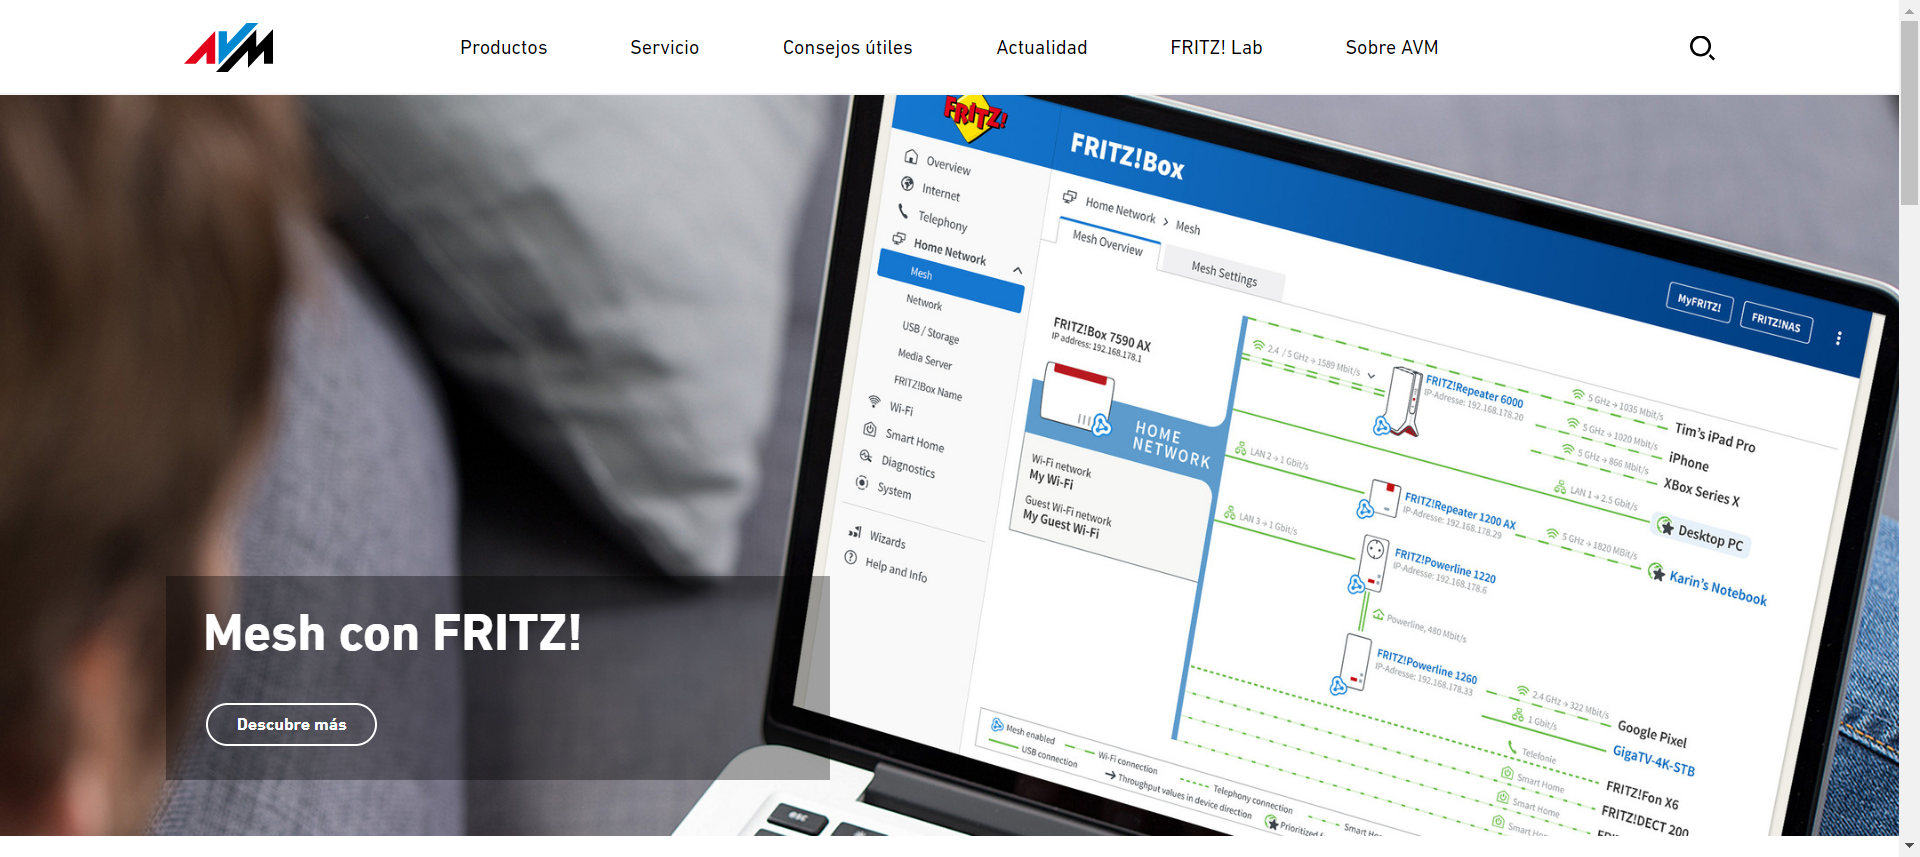 AVM
Productos
Servicio
Consejos útiles
Actualidad
FRITZ! Lab
Sobre AVM
FRITZ!
FRITZ!Box
MyFRITZ!
FRITZ!NAS
Overview
Internet
Telephony
Home Network
Mesh
Network
USB / Storage
Media Server
FRITZ!Box Name
Wi-Fi
Smart Home
Diagnostics
System
Wizards
Help and Info
Home Network > Mesh
Mesh Overview
Mesh Settings
FRITZ!Box 7590 AX
IP address: 192.168.178.1
HOME
NETWORK
Wi-Fi network
My Wi-Fi
Guest Wi-Fi network
My Guest Wi-Fi
2.4 / 5 GHz → 1589 Mbit/s
FRITZ!Repeater 6000
IP-Adresse: 192.168.178.20
5 GHz → 1035 Mbit/s
Tim's iPad Pro
5 GHz → 1020 Mbit/s
iPhone
5 GHz → 866 Mbit/s
XBox Series X
LAN 1 → 2.5 Gbit/s
Desktop PC
LAN 2 → 1 Gbit/s
FRITZ!Repeater 1200 AX
IP-Adresse: 192.168.178.29
5 GHz → 1820 MBit/s
Karin's Notebook
LAN 3 → 1 Gbit/s
FRITZ!Powerline 1220
IP-Adresse: 192.168.178.6
Powerline, 480 Mbit/s
FRITZ!Powerline 1260
IP-Adresse: 192.168.178.33
2.4 GHz → 322 Mbit/s
Google Pixel
1 Gbit/s
GigaTV-4K-STB
Telefonie
FRITZ!Fon X6
Smart Home
FRITZ!DECT 200
Smart Home
Smart
Mesh enabled
Wi-Fi connection
USB connection
Telephony connection
Throughput values in device direction
Smart
Prioritized
esc
Mesh con FRITZ!
Descubre más